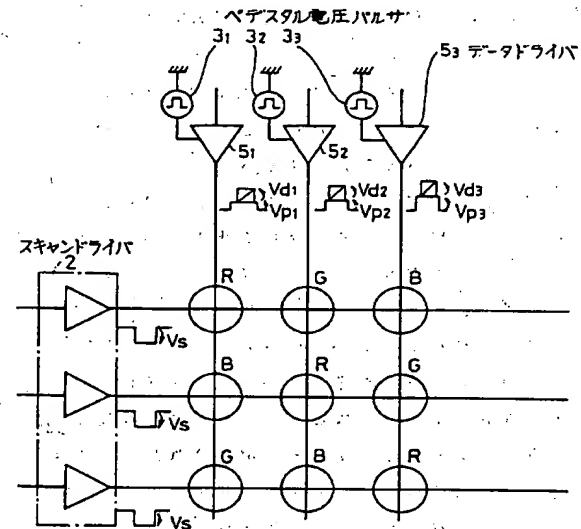 ペデスタル電圧パルサ
3₁ 3₂ 3₃
5₃ データドライバ
5₁ 5₂
Vd₁ Vd₂ Vd₃
Vp₁ Vp₂ Vp₃
スキャンドライバ
2
R G B
Vs
B R G
Vs
G B R
Vs